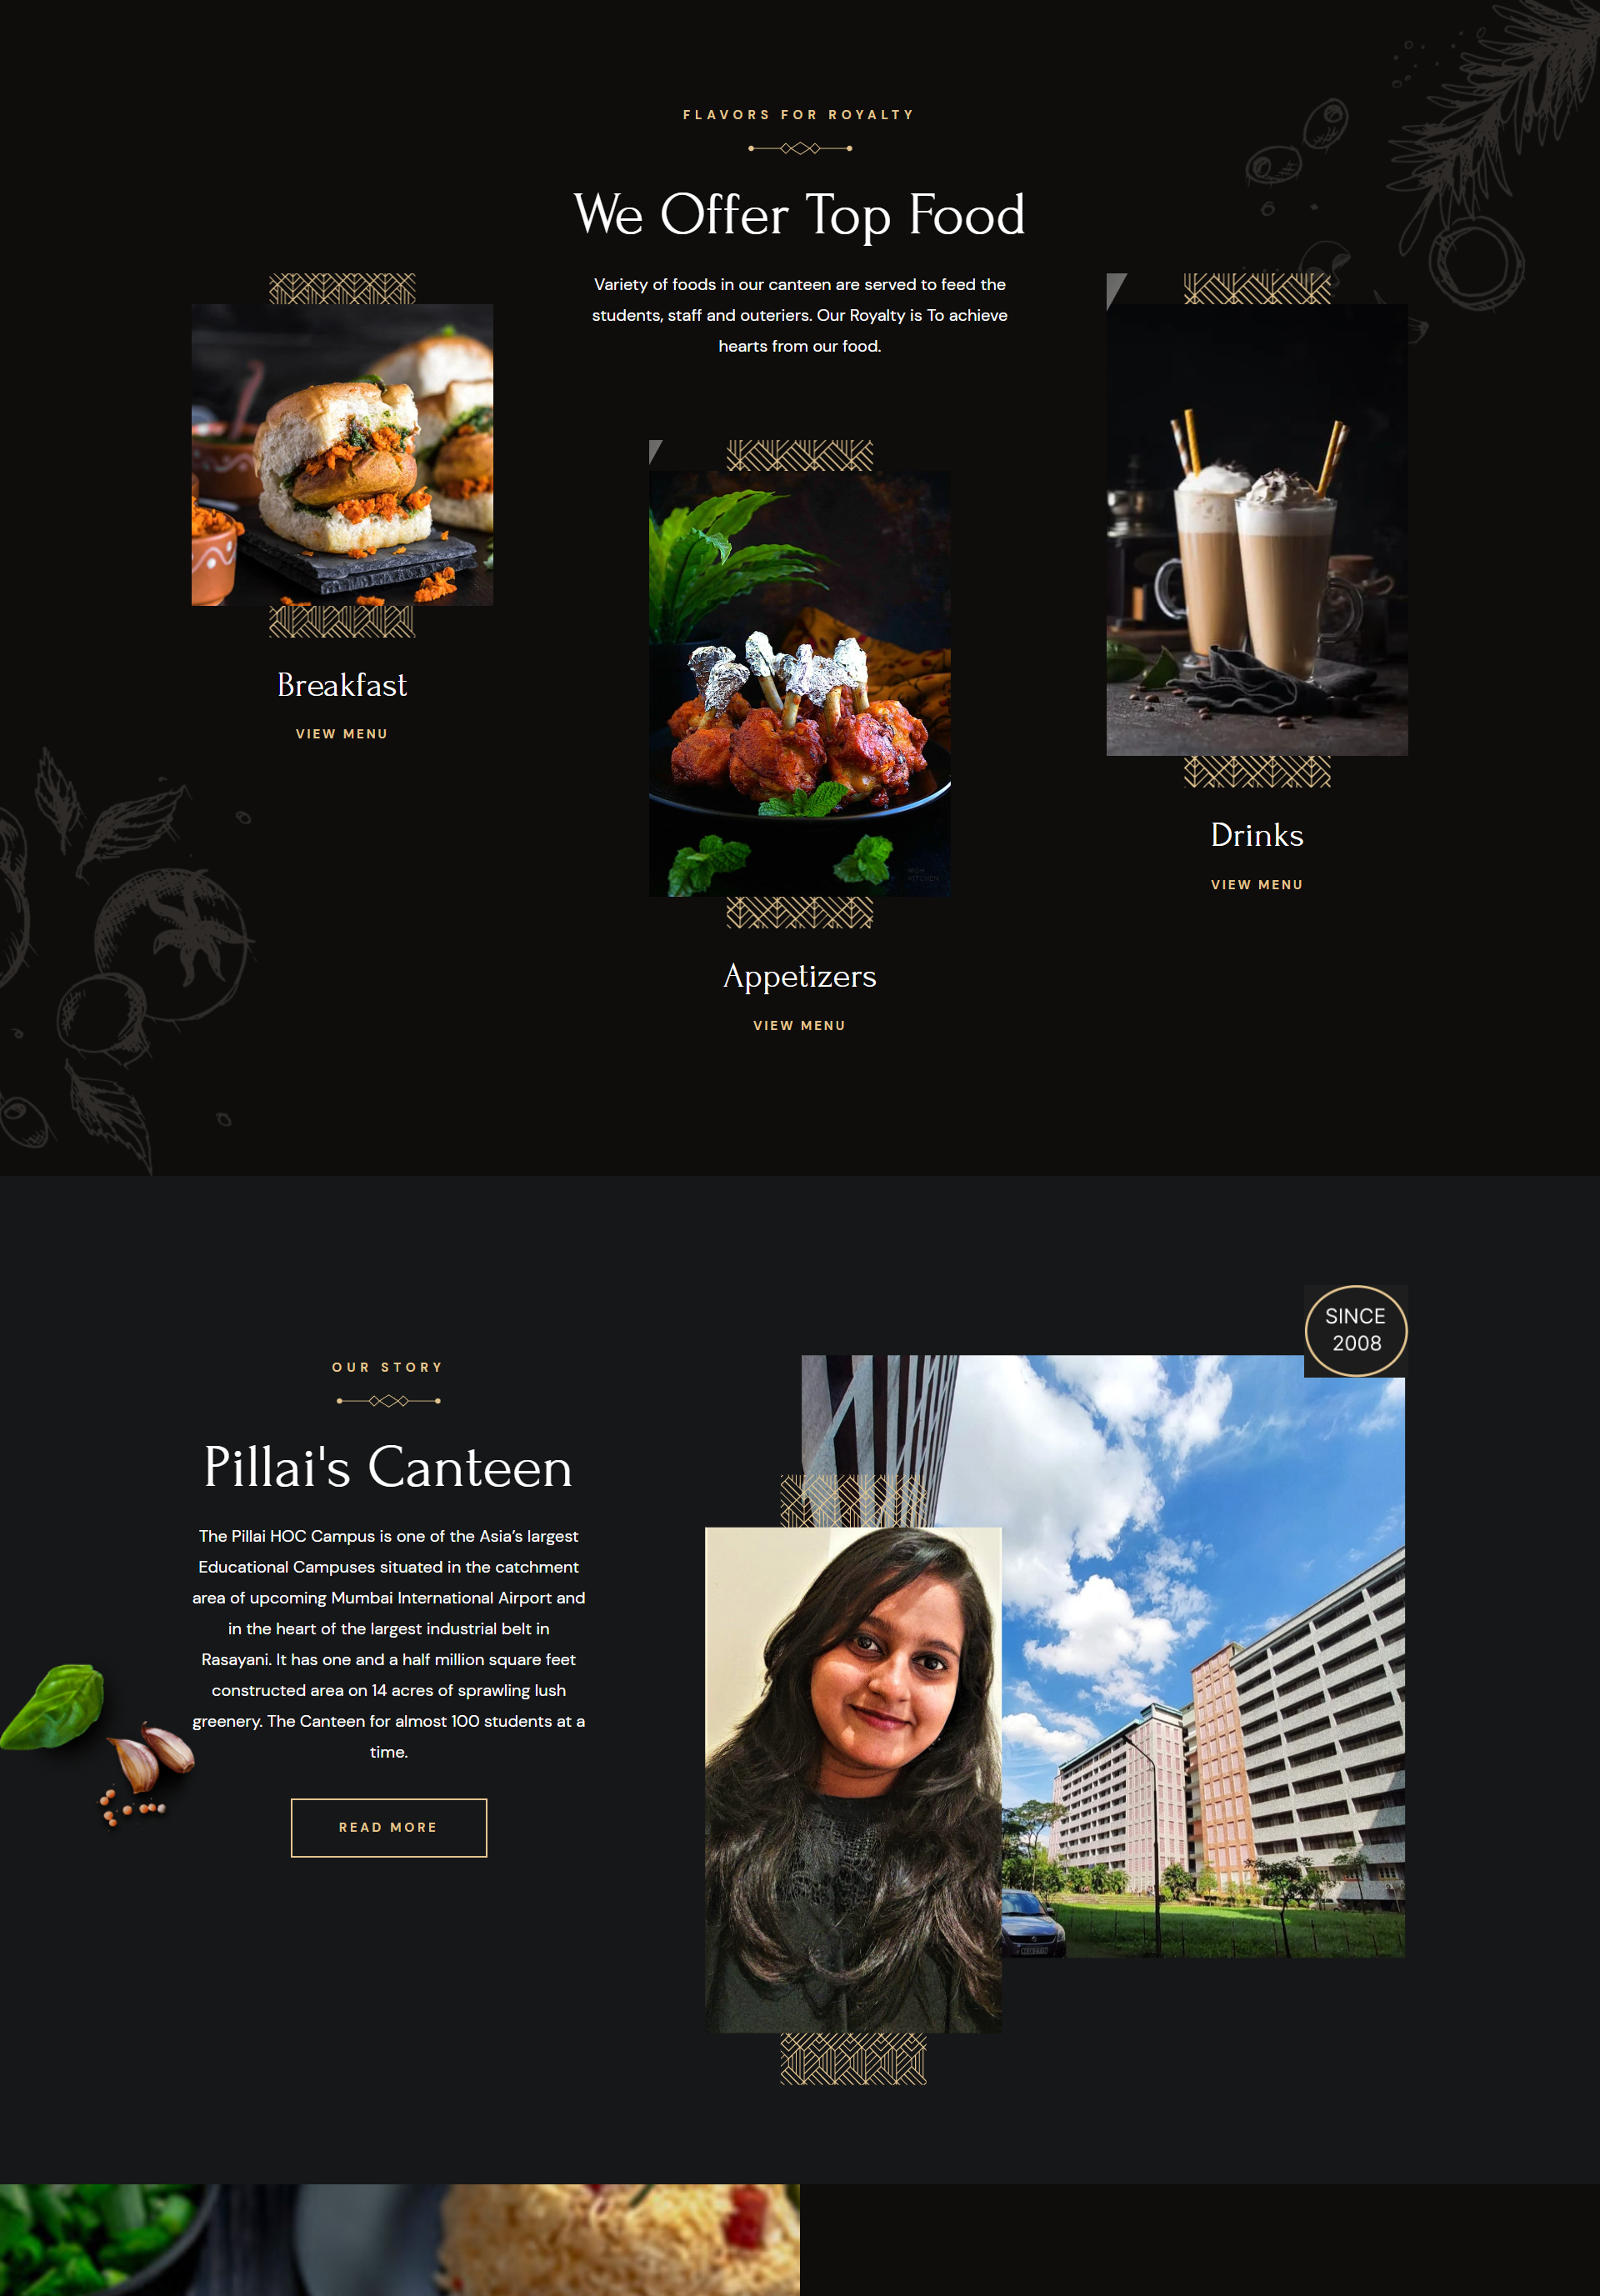 FLAVORS FOR ROYALTY
We Offer Top Food
Variety of foods in our canteen are served to feed the
students, staff and outeriers. Our Royalty is To achieve
hearts from our food.
Breakfast
VIEW MENU
Appetizers
VIEW MENU
Drinks
VIEW MENU
SINCE
2008
OUR STORY
Pillai's Canteen
The Pillai HOC Campus is one of the Asia’s largest
Educational Campuses situated in the catchment
area of upcoming Mumbai International Airport and
in the heart of the largest industrial belt in
Rasayani. It has one and a half million square feet
constructed area on 14 acres of sprawling lush
greenery. The Canteen for almost 100 students at a
time.
READ MORE